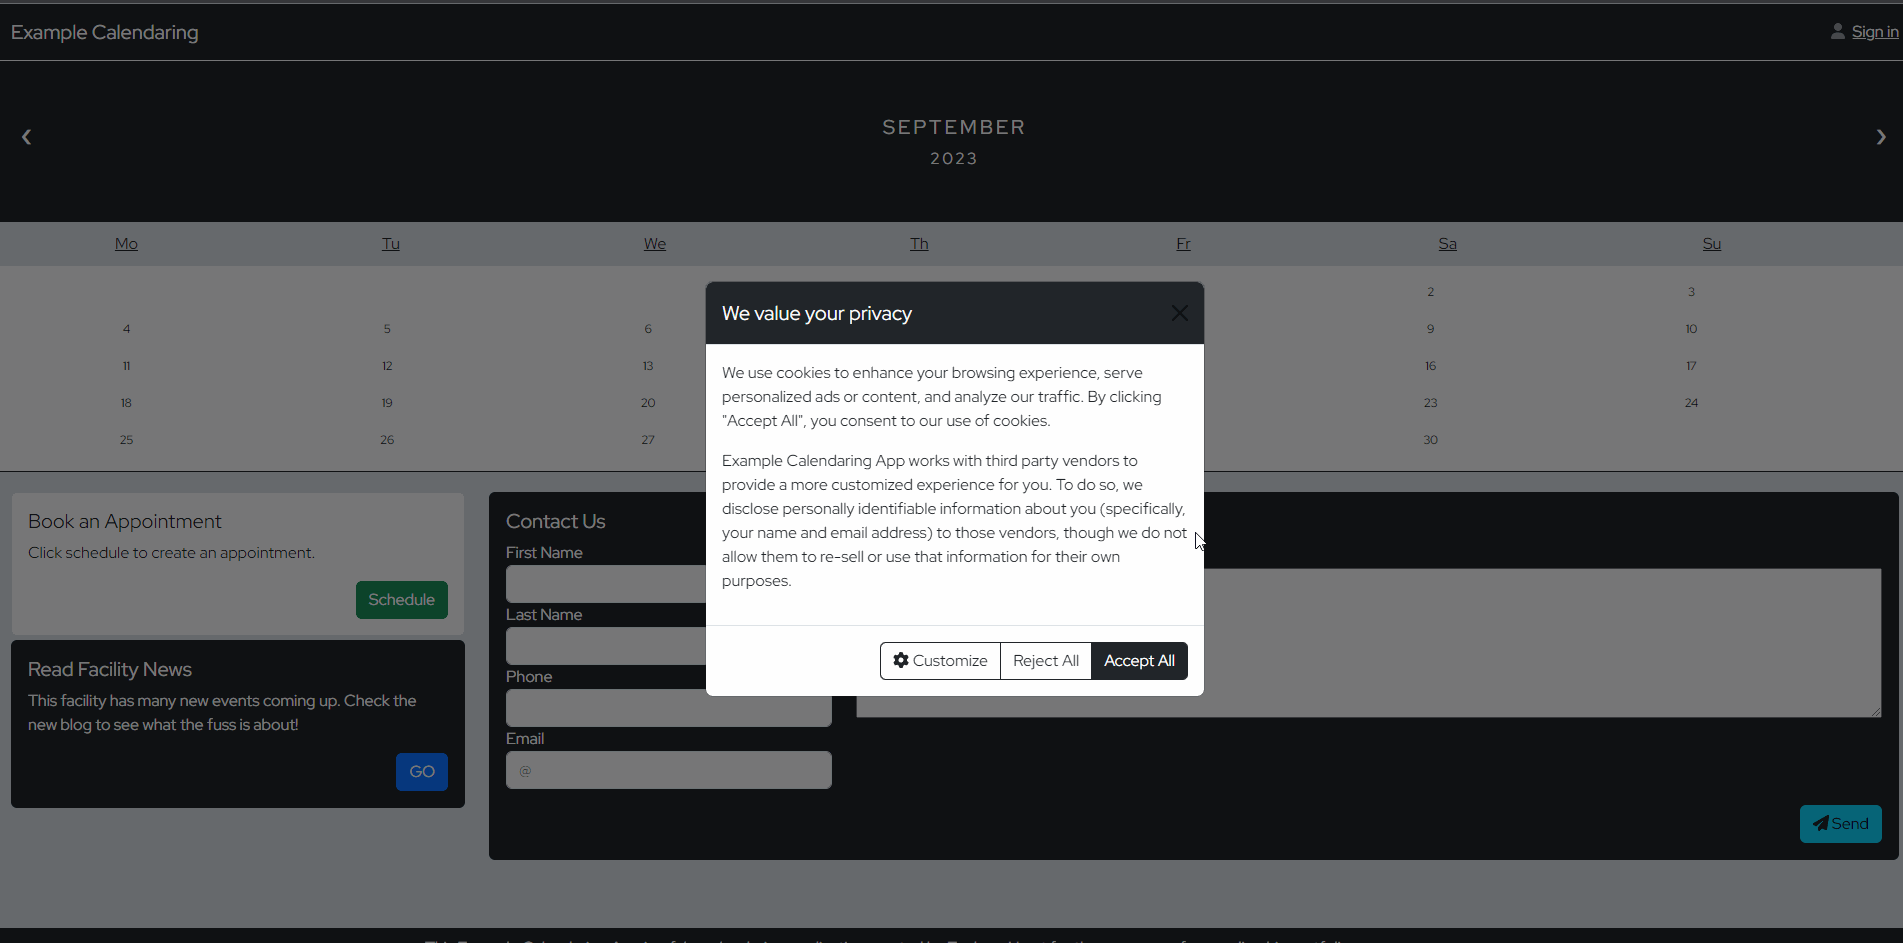 Example Calendaring
Sign in
SEPTEMBER
2023
Mo Tu We Th Fr Sa Su
2 3
4 5 6 9 10
11 12 13 16 17
18 19 20 23 24
25 26 27 30
We value your privacy
We use cookies to enhance your browsing experience, serve
personalized ads or content, and analyze our traffic. By clicking
"Accept All", you consent to our use of cookies.
Example Calendaring App works with third party vendors to
provide a more customized experience for you. To do so, we
disclose personally identifiable information about you (specifically,
your name and email address) to those vendors, though we do not
allow them to re-sell or use that information for their own
purposes.
Customize Reject All Accept All
Book an Appointment
Click schedule to create an appointment.
Schedule
Read Facility News
This facility has many new events coming up. Check the
new blog to see what the fuss is about!
GO
Contact Us
First Name
Last Name
Phone
Email
@
Send